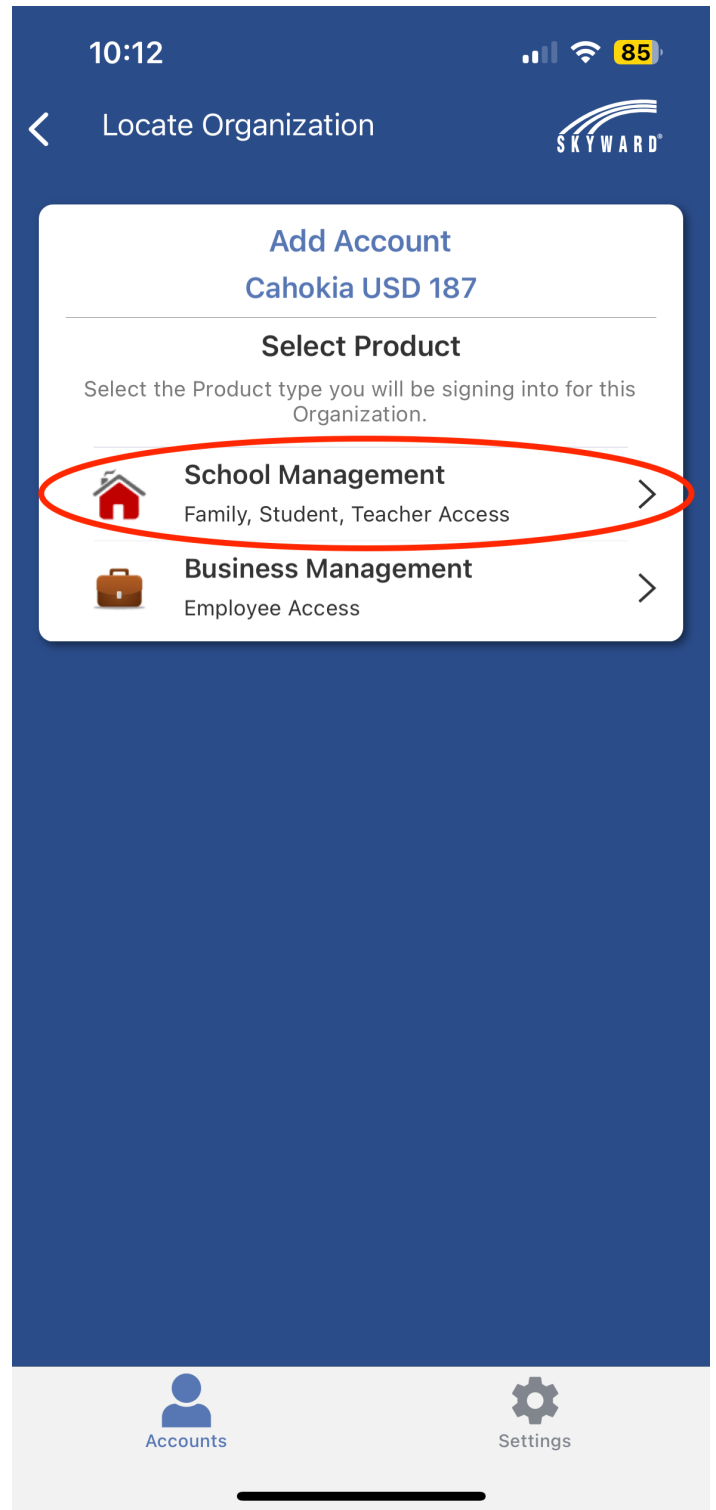 10:12
85
Locate Organization
SKYWARD®
Add Account
Cahokia USD 187
Select Product
Select the Product type you will be signing into for this
Organization.
School Management
Family, Student, Teacher Access
Business Management
Employee Access
Accounts
Settings